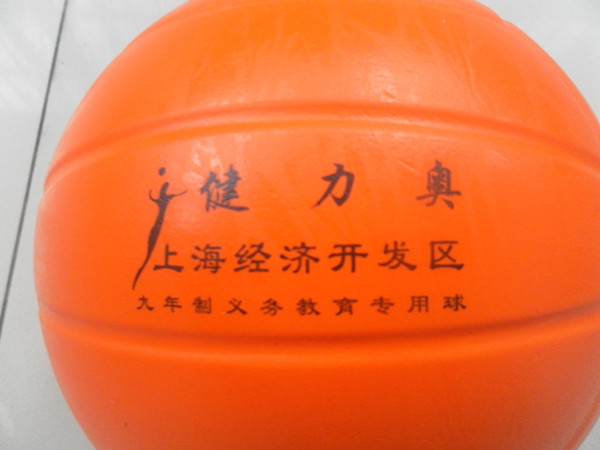 健力奥
上海经济开发区
九年制义务教育专用球